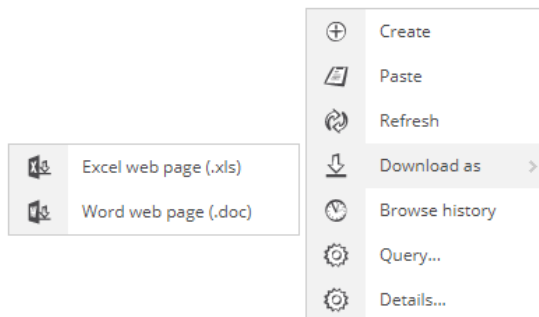 Create
Paste
Refresh
Download as
Excel web page (.xls)
Word web page (.doc)
Browse history
Query...
Details...